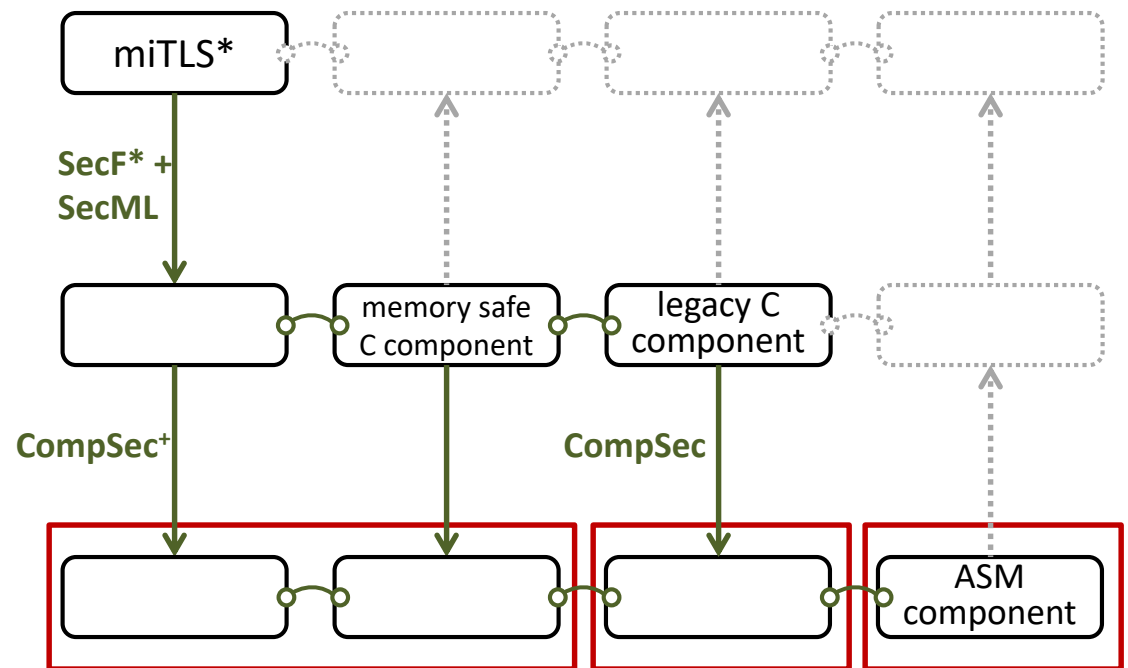 miTLS*
SecF* +
SecML
memory safe
C component
legacy C
component
CompSec⁺
CompSec
ASM
component